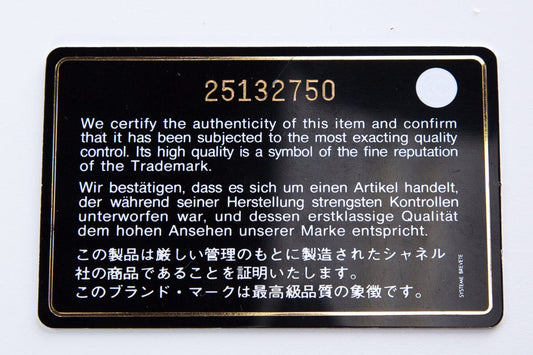 25132750
We certify the authenticity of this item and confirm
that it has been subjected to the most exacting quality
control. Its high quality is a symbol of the fine reputation
of the Trademark.
Wir bestätigen, dass es sich um einen Artikel handelt,
der während seiner Herstellung strengsten Kontrollen
unterworfen war, und dessen erstklassige Qualität
dem hohen Ansehen unserer Marke entspricht.
この製品は厳しい管理のもとに製造されたシャネル
社の商品であることを証明いたします。
このブランド・マークは最高級品質の象徴です。
SYSTEME BREVETE